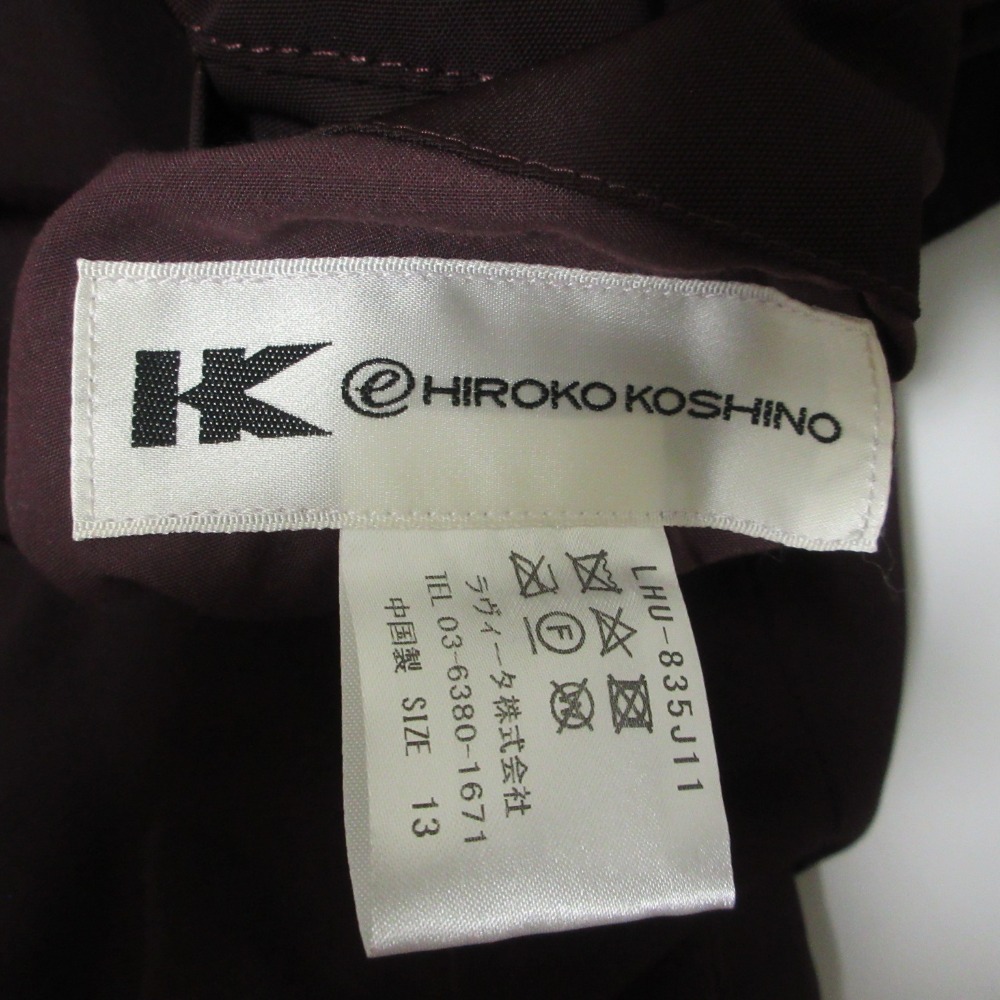 HK e HIROKO KOSHINO
LHU-835J11
F
W
ラヴィータ株式会社
TEL 03-6380-1671
中国製 SIZE 13